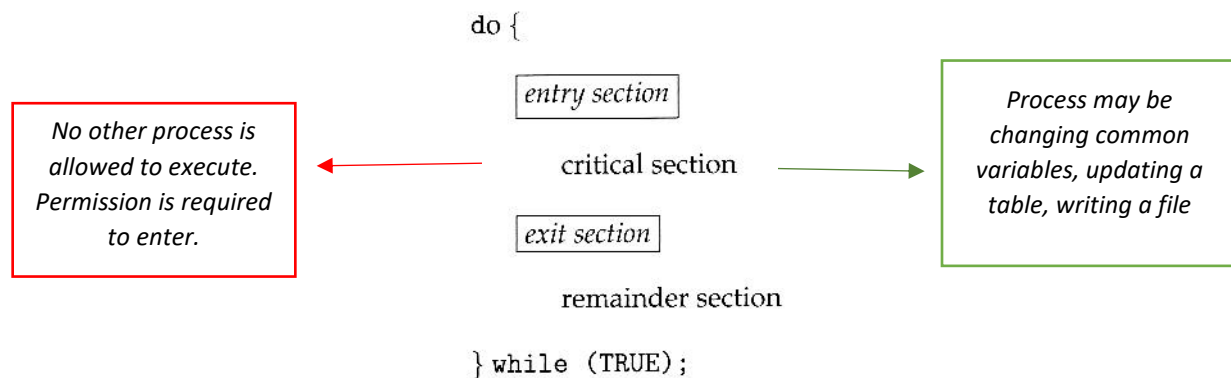 do {
entry section
critical section
exit section
remainder section
} while (TRUE);
No other process is
allowed to execute.
Permission is required
to enter.
Process may be
changing common
variables, updating a
table, writing a file